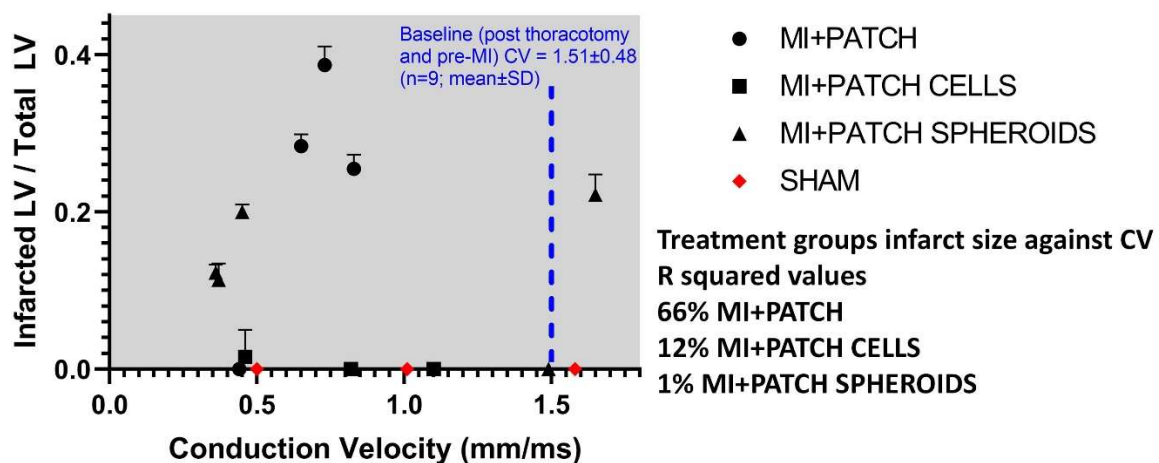 Infarcted LV / Total LV
0.4
0.2
0.0
Baseline (post thoracotomy
and pre-MI) CV = 1.51±0.48
(n=9; mean±SD)
0.0
0.5
1.0
1.5
Conduction Velocity (mm/ms)
MI+PATCH
MI+PATCH CELLS
MI+PATCH SPHEROIDS
SHAM
Treatment groups infarct size against CV
R squared values
66% MI+PATCH
12% MI+PATCH CELLS
1% MI+PATCH SPHEROIDS